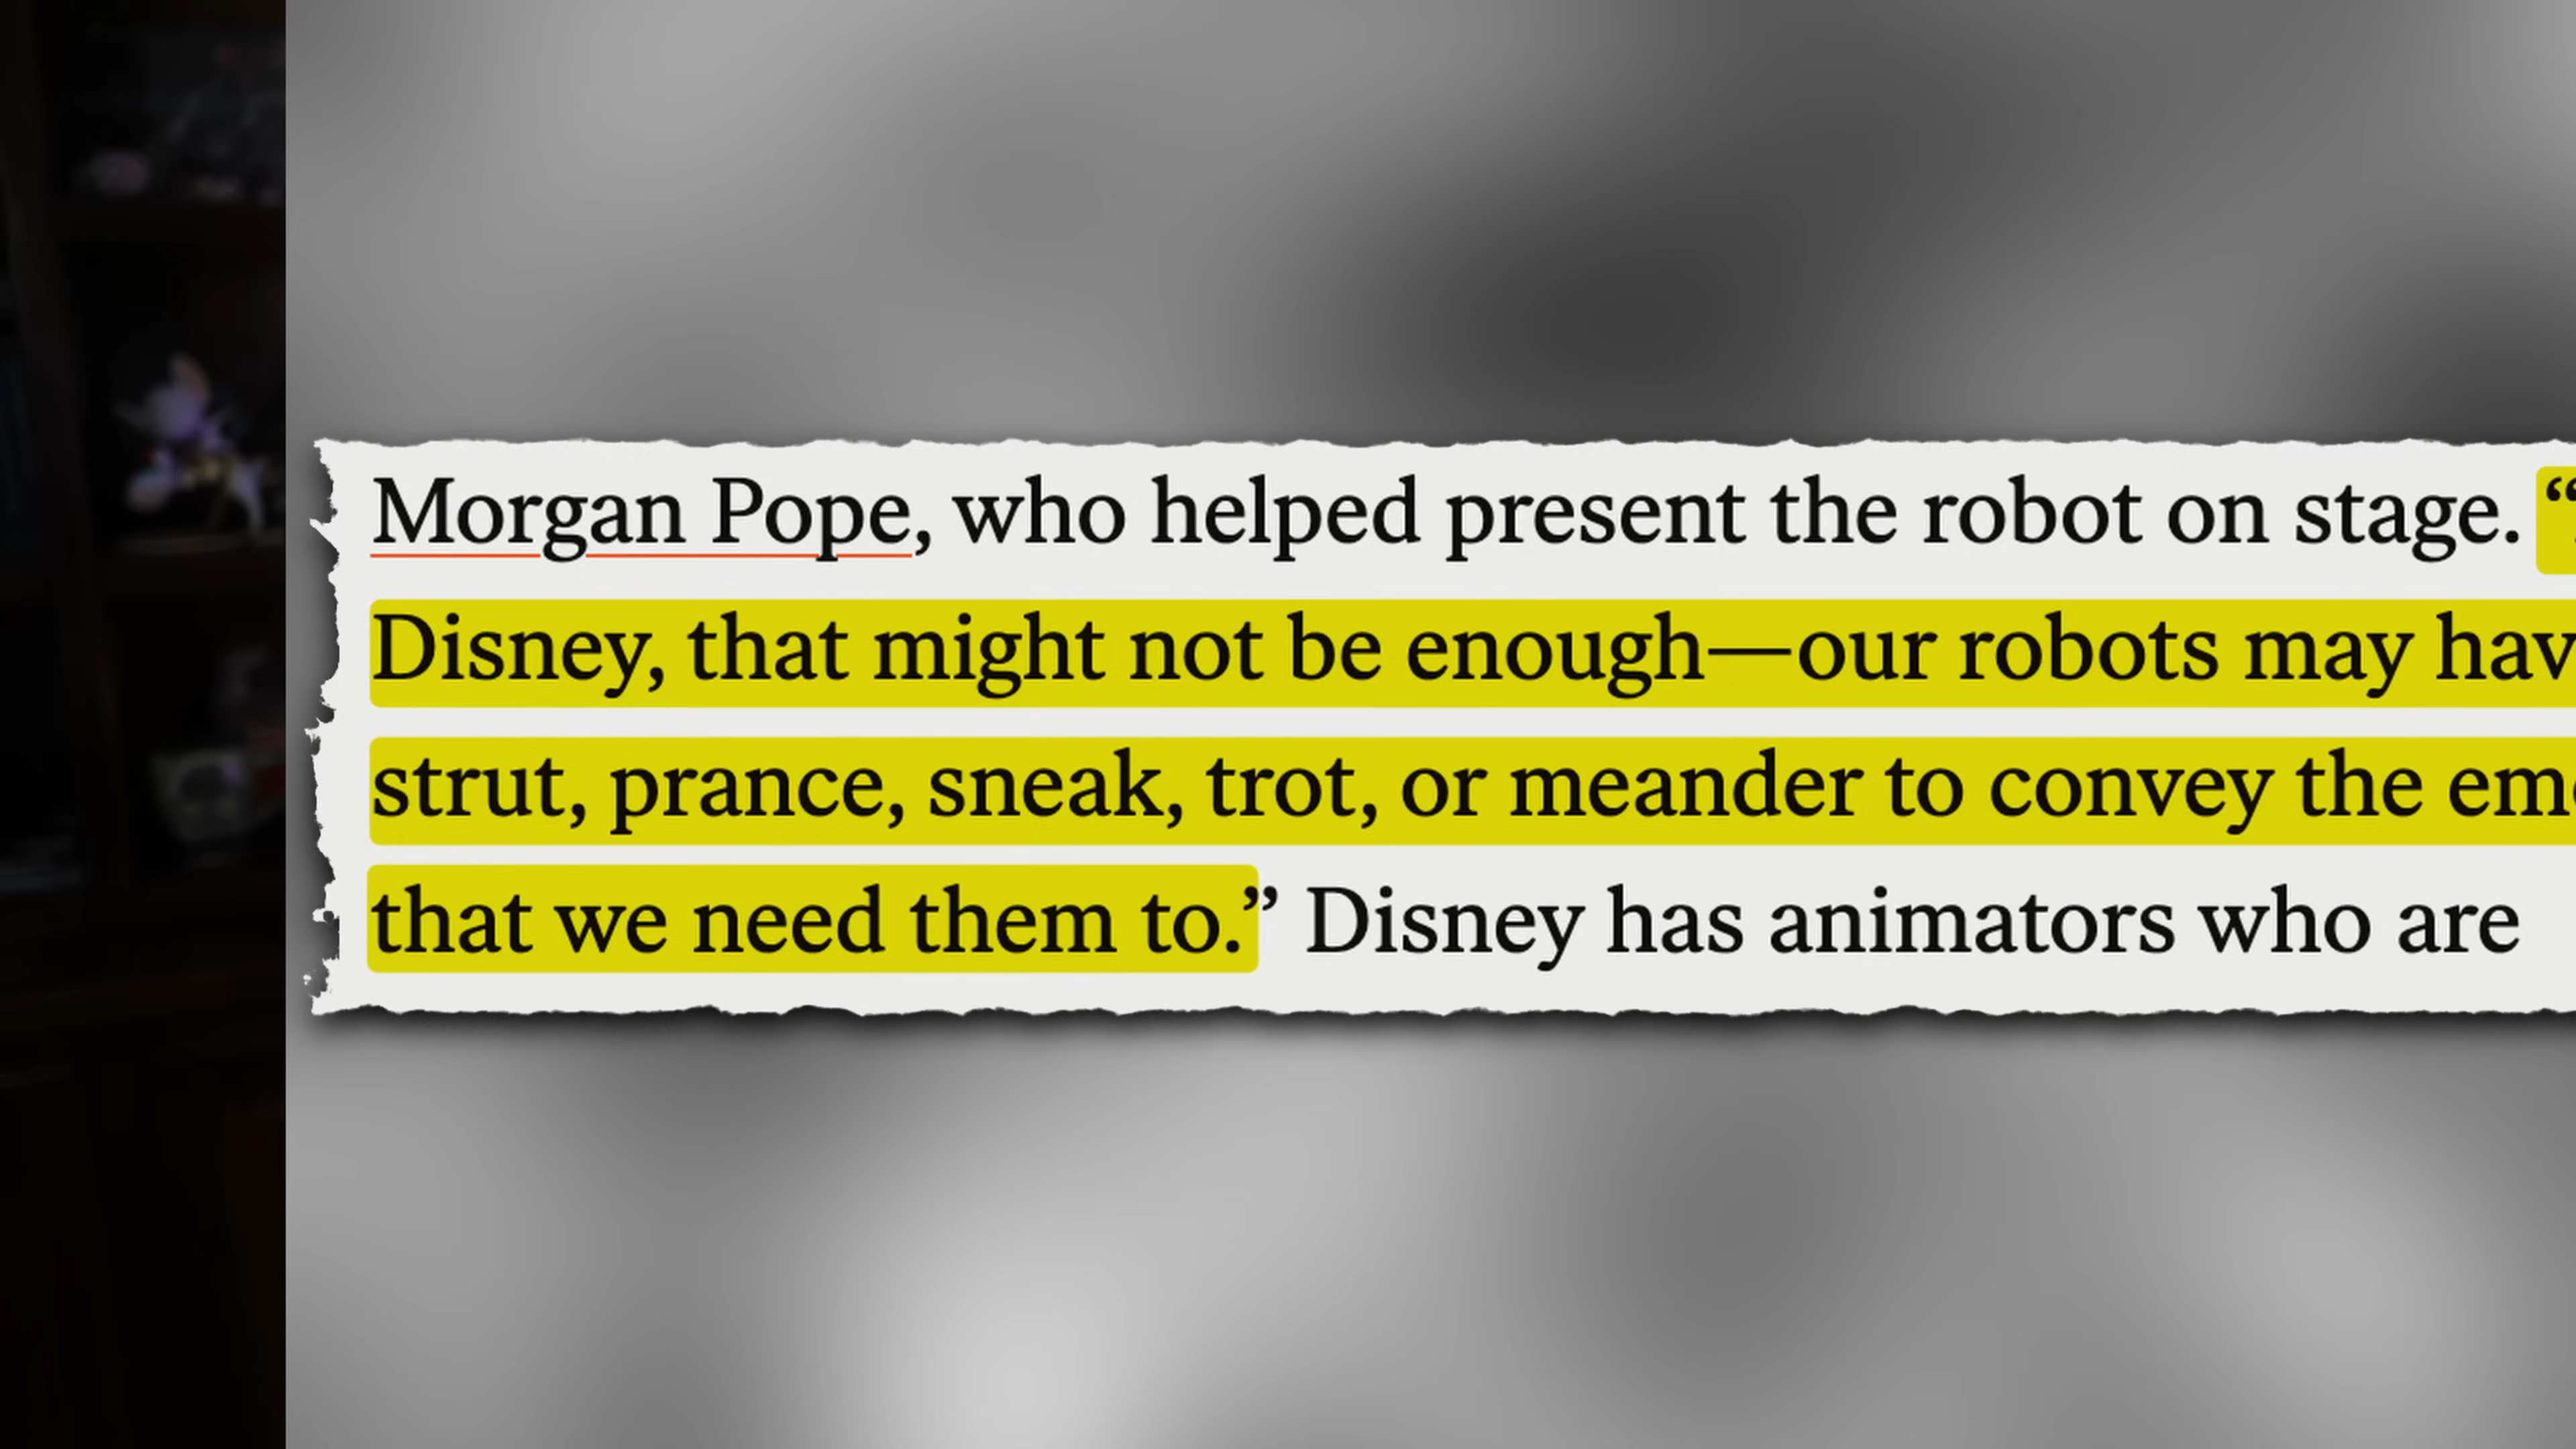 Morgan Pope, who helped present the robot on stage. “
Disney, that might not be enough—our robots may
strut, prance, sneak, trot, or meander to convey the
that we need them to.” Disney has animators who are